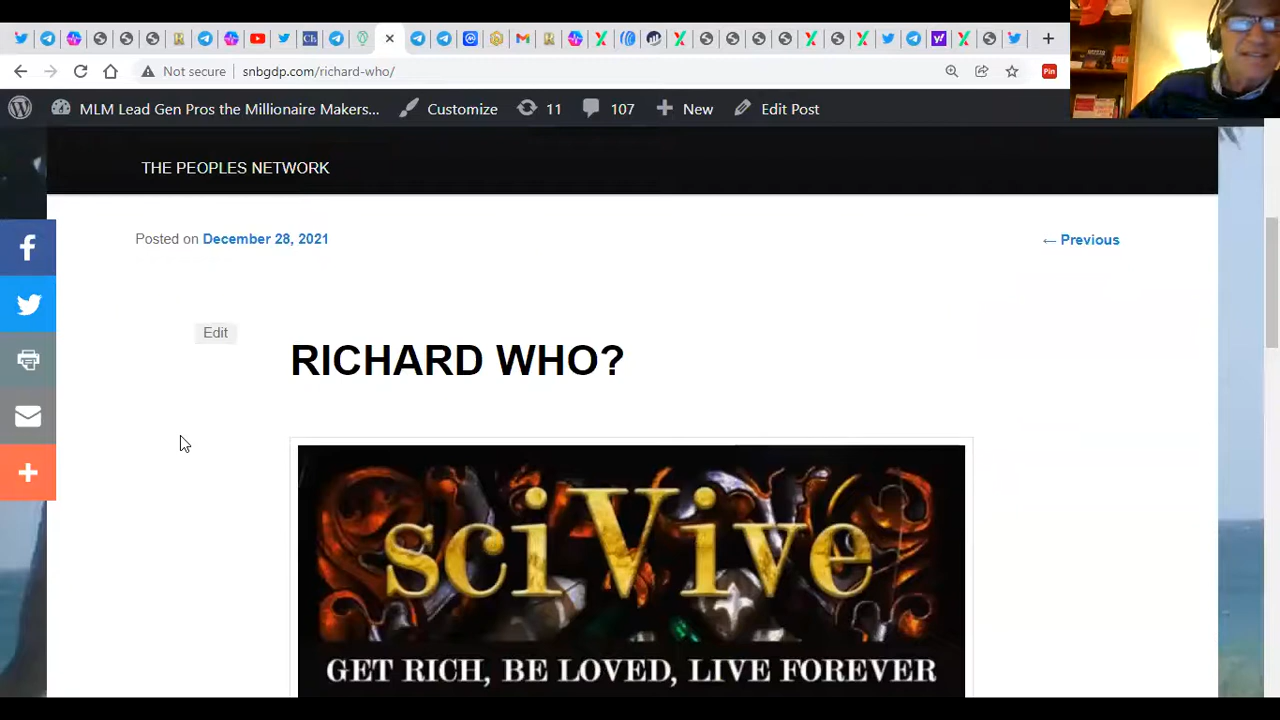 Not secure snbgdp.com/richard-who/ Pin
MLM Lead Gen Pros the Millionaire Makers... Customize 11 107 New Edit Post
THE PEOPLES NETWORK
Posted on December 28, 2021 ← Previous
Edit
RICHARD WHO?
sciVive
GET RICH, BE LOVED, LIVE FOREVER